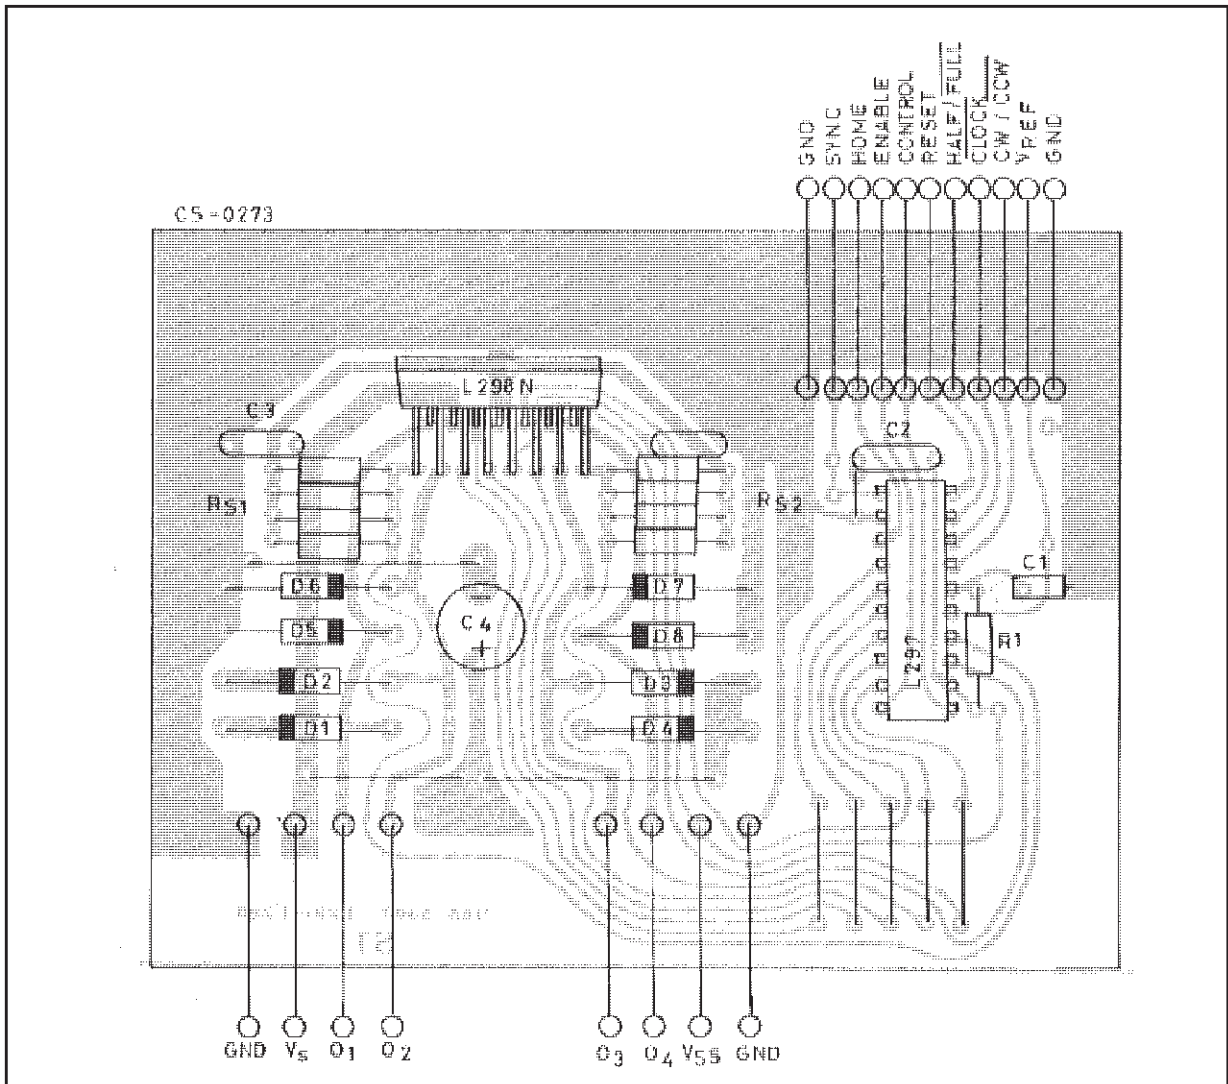 GND
SYNC
HOME
ENABLE
CONTROL
RESET
HALF/FULL
CLOCK
CW/CCW
VREF
GND
CS-0273
L298N
C3
C2
RS1
RS2
C1
D6
D7
C4
D5
D8
R1
L297
D2
D3
D1
D4
GND
Vs
O1
O2
O3
O4
VSS
GND